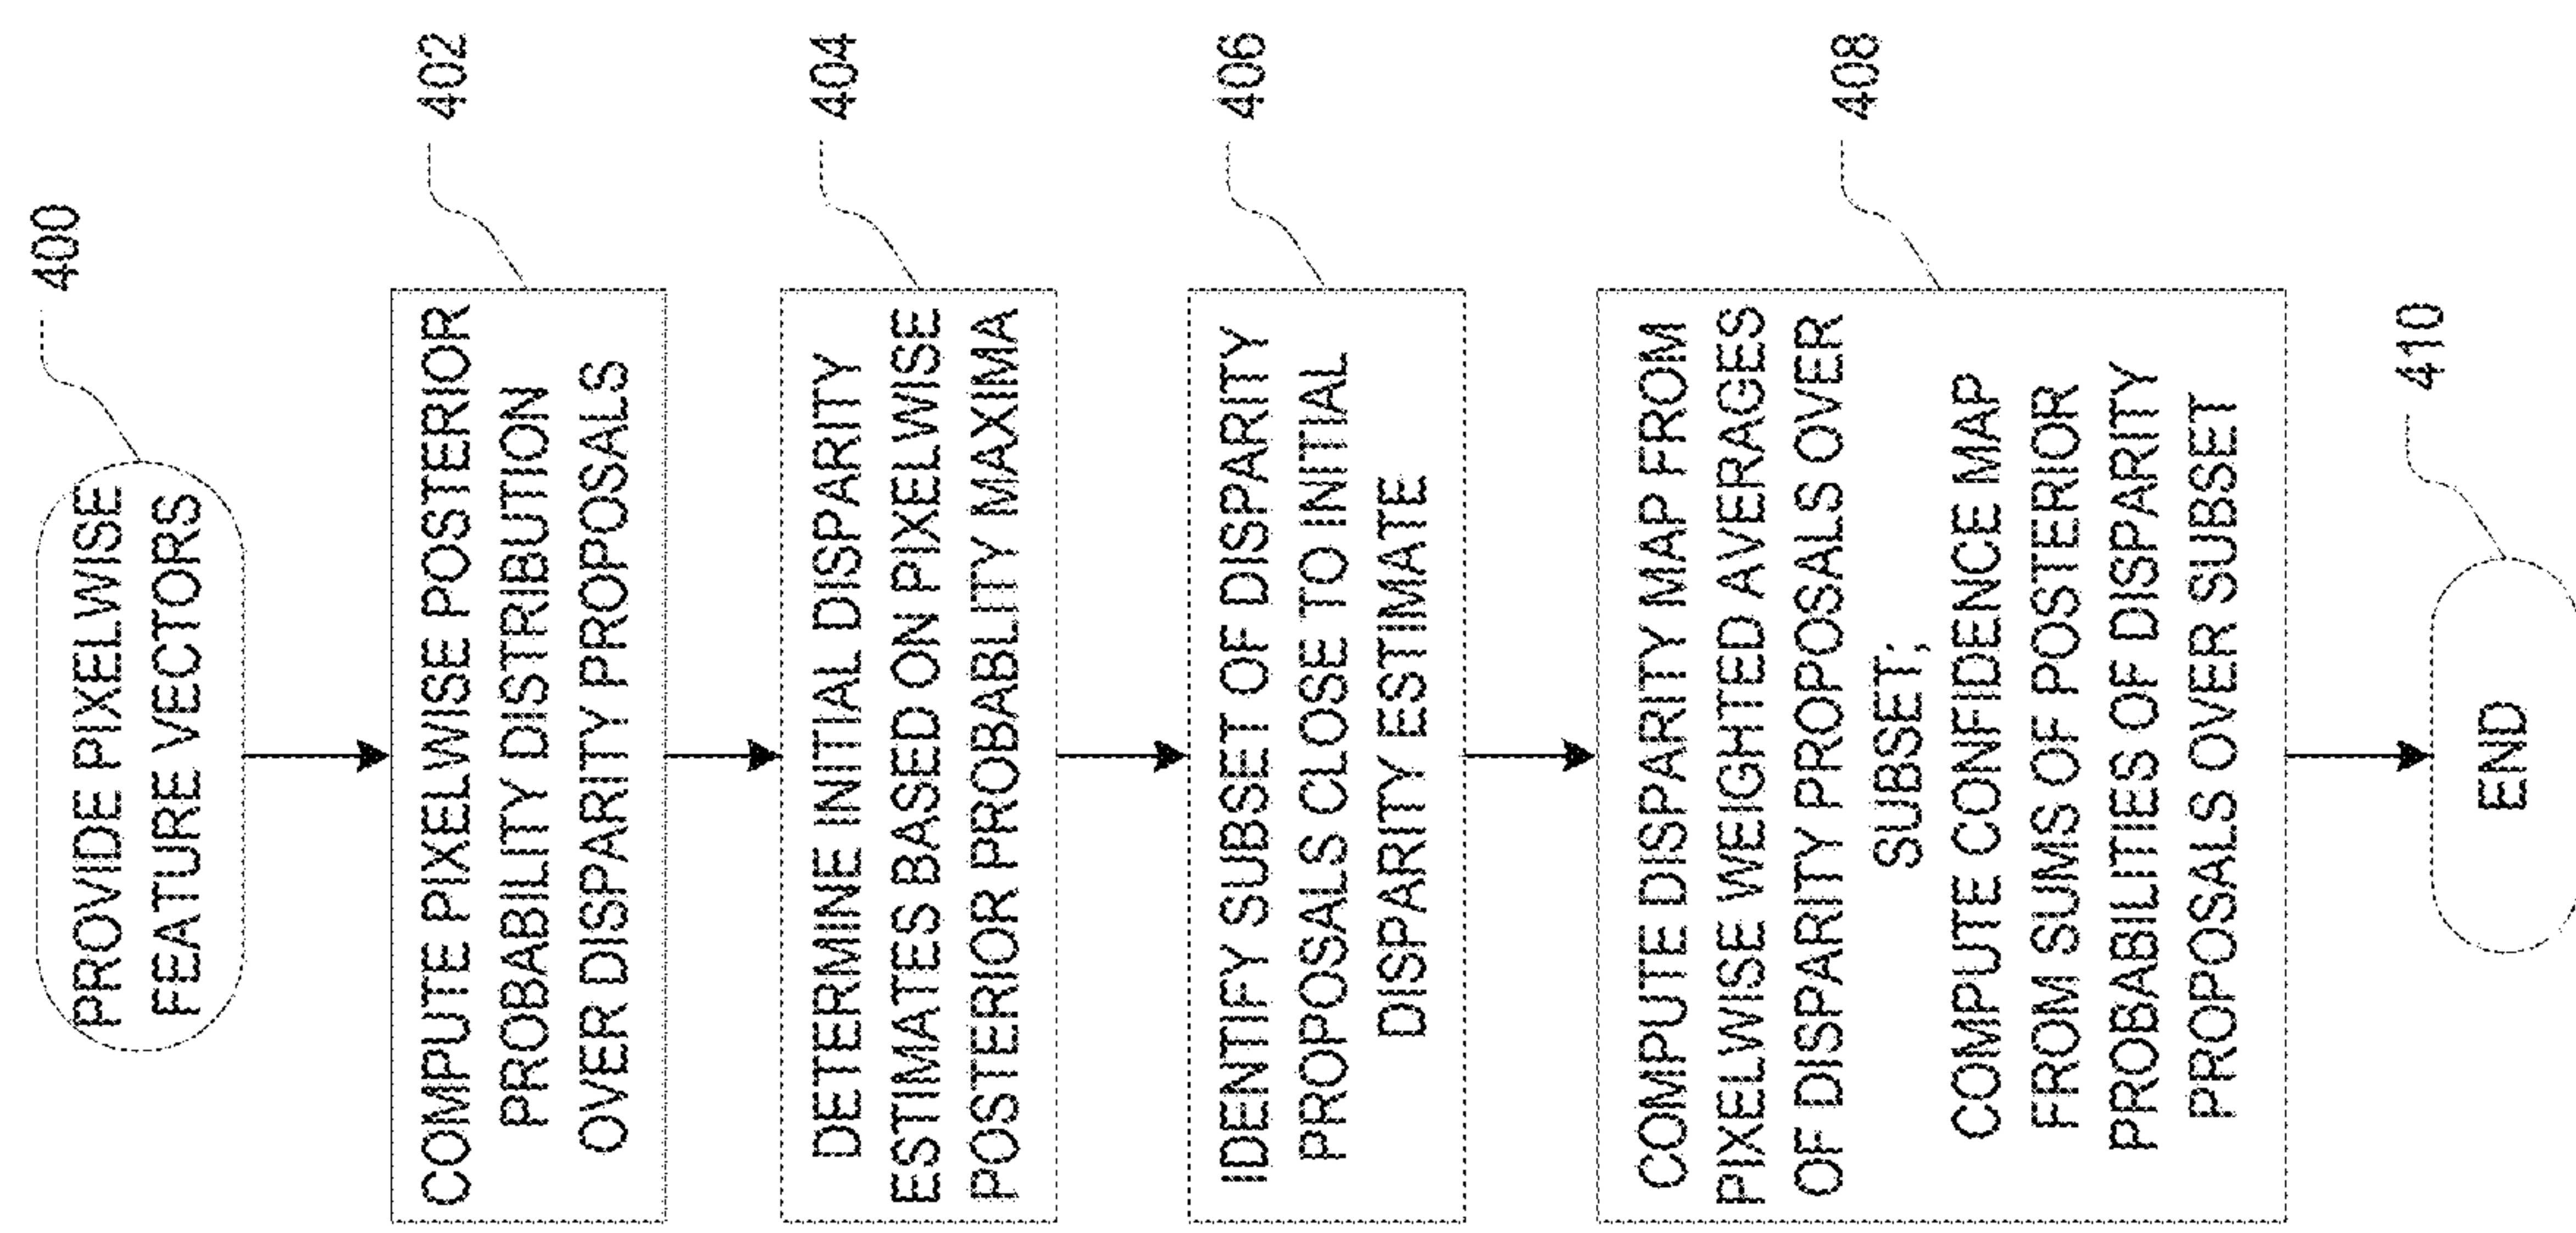 400
PROVIDE PIXELWISE
FEATURE VECTORS
402
COMPUTE PIXELWISE POSTERIOR
PROBABILITY DISTRIBUTION
OVER DISPARITY PROPOSALS
404
DETERMINE INITIAL DISPARITY
ESTIMATES BASED ON PIXELWISE
POSTERIOR PROBABLITY MAXIMA
406
IDENTIFY SUBSET OF DISPARITY
PROPOSALS CLOSE TO INITIAL
DISPARITY ESTIMATE
408
COMPUTE DISPARITY MAP FROM
PIXELWISE WEIGHTED AVERAGES
OF DISPARITY PROPOSALS OVER
SUBSET;
COMPUTE CONFIDENCE MAP
FROM SUMS OF POSTERIOR
PROBABILITIES OF DISPARITY
PROPOSALS OVER SUBSET
410
END